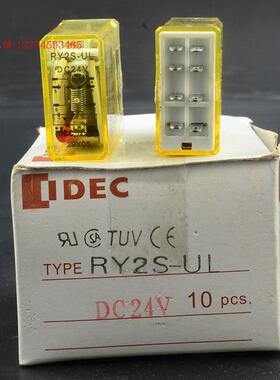 RY2S-UL
DC24V
IDEC
TUV CE
TYPE RY2S-UL
DC24V 10 pcs.